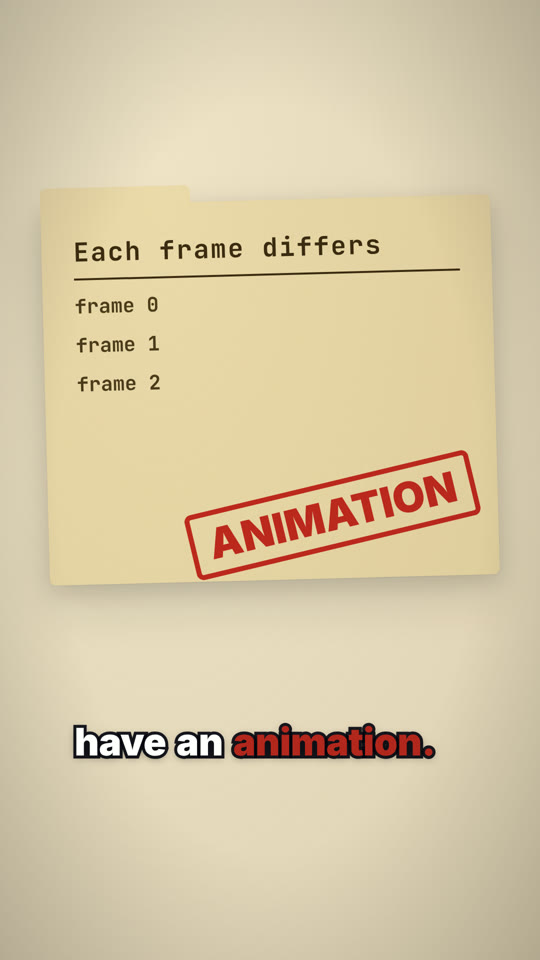 Each frame differs
frame 0
frame 1
frame 2
ANIMATION
have an animation.